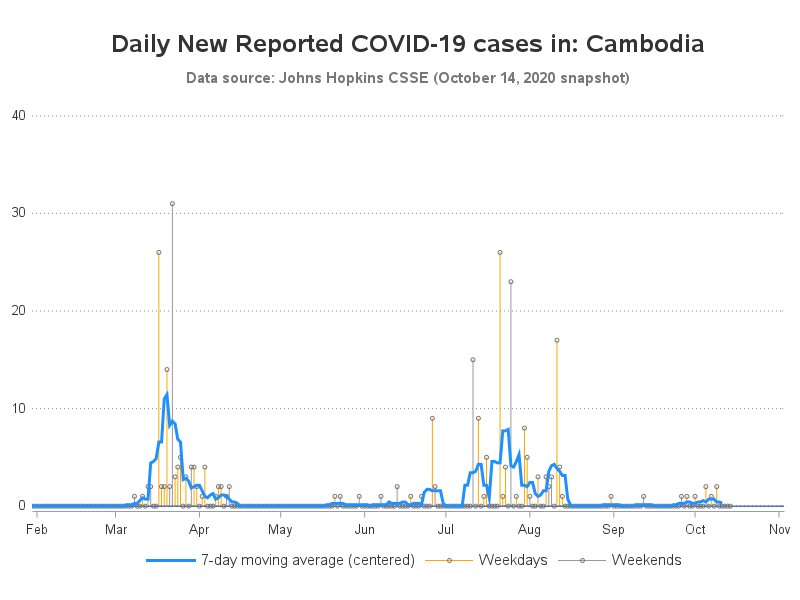 Daily New Reported COVID-19 cases in: Cambodia
Data source: Johns Hopkins CSSE (October 14, 2020 snapshot)
40
30
20
10
0
Feb Mar Apr May Jun Jul Aug Sep Oct Nov
7-day moving average (centered) Weekdays Weekends